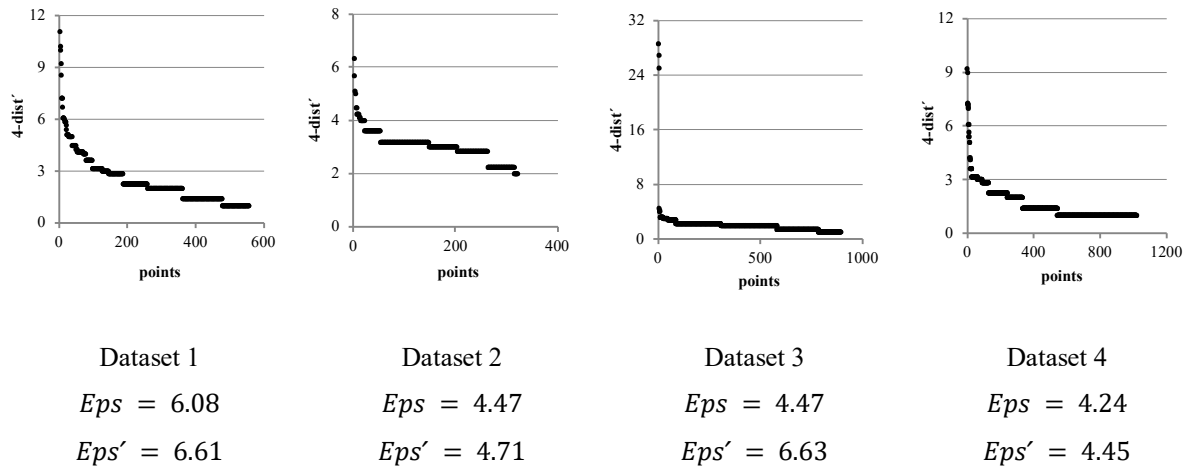 12
9
6
3
0
4-dist´
0
200
400
600
points
8
6
4
2
0
4-dist´
0
200
400
points
32
28
24
20
16
12
8
4
0
4-dist´
0
500
1000
points
12
9
6
3
0
4-dist´
0
400
800
1200
points
Dataset 1
Eps = 6.08
Eps′ = 6.61
Dataset 2
Eps = 4.47
Eps′ = 4.71
Dataset 3
Eps = 4.47
Eps′ = 6.63
Dataset 4
Eps = 4.24
Eps′ = 4.45